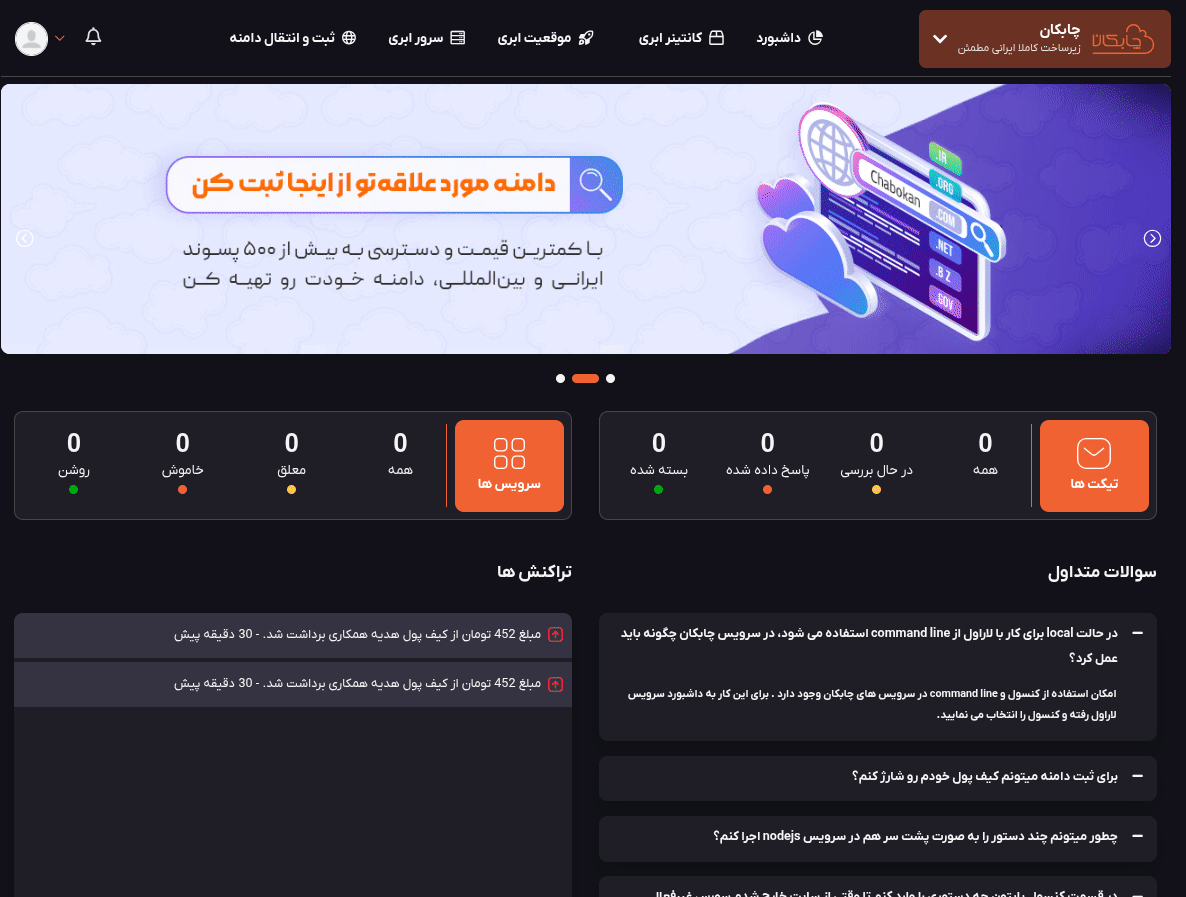 چابکان
زیرساخت کاملا ایرانی مطمئن
چابکان
داشبورد
کانتینر ابری
موقعیت ابری
سرور ابری
ثبت و انتقال دامنه
دامنه مورد علاقه‌تو از اینجا ثبت کن
با کمترین قیمت و دسترسی به بیش از ۵۰۰ پسوند
ایرانی و بین‌المللی، دامنه خودت رو تهیه کن
Chabokan
.IR
.ORG
.COM
.NET
.BZ
.GOV
تیکت ها
0
همه
0
در حال بررسی
0
پاسخ داده شده
0
بسته شده
سرویس ها
0
همه
0
معلق
0
خاموش
0
روشن
سوالات متداول
در حالت local برای کار با لاراول از command line استفاده می شود، در سرویس چابکان چگونه باید
عمل کرد؟
امکان استفاده از کنسول و command line در سرویس های چابکان وجود دارد . برای این کار به داشبورد سرویس
لاراول رفته و کنسول را انتخاب می نمایید.
برای ثبت دامنه میتونم کیف پول خودم رو شارژ کنم؟
چطور میتونم چند دستور را به صورت پشت سر هم در سرویس nodejs اجرا کنم؟
تراکنش ها
مبلغ 452 تومان از کیف پول هدیه همکاری برداشت شد. - 30 دقیقه پیش
مبلغ 452 تومان از کیف پول هدیه همکاری برداشت شد. - 30 دقیقه پیش